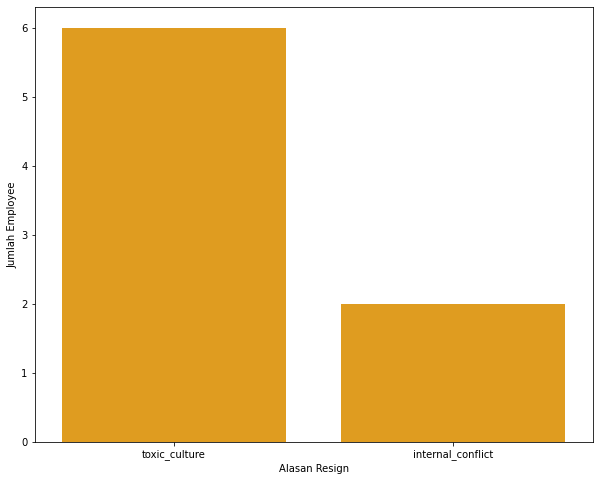 6
5
4
3
2
1
0
Jumlah Employee
toxic_culture
internal_conflict
Alasan Resign